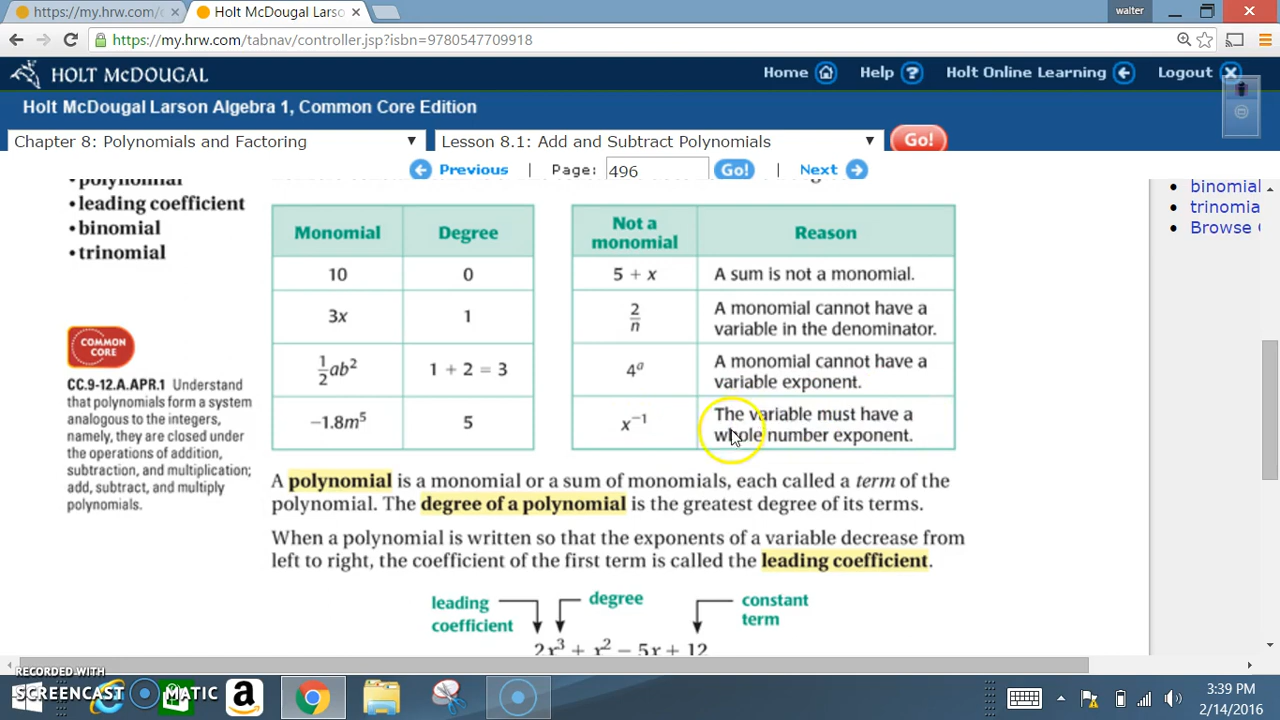 https://my.hrw.com/
Holt McDougal Larso
walter
https://my.hrw.com/tabnav/controller.jsp?isbn=9780547709918
HOLT MCDOUGAL
Home
Help
Holt Online Learning
Logout
Holt McDougal Larson Algebra 1, Common Core Edition
Chapter 8: Polynomials and Factoring
Lesson 8.1: Add and Subtract Polynomials
Go!
Previous | Page: 496 Go! | Next
• polynomial
• leading coefficient
• binomial
• trinomial
binomial
trinomia
Browse
COMMON
CORE
CC.9-12.A.APR.1 Understand
that polynomials form a system
analogous to the integers,
namely, they are closed under
the operations of addition,
subtraction, and multiplication;
add, subtract, and multiply
polynomials.
Monomial Degree
10 0
3x 1
1/2 ab² 1 + 2 = 3
−1.8m⁵ 5
Not a
monomial
Reason
5 + x A sum is not a monomial.
2/n A monomial cannot have a
variable in the denominator.
4ᵃ A monomial cannot have a
variable exponent.
x⁻¹ The variable must have a
whole number exponent.
A polynomial is a monomial or a sum of monomials, each called a term of the
polynomial. The degree of a polynomial is the greatest degree of its terms.
When a polynomial is written so that the exponents of a variable decrease from
left to right, the coefficient of the first term is called the leading coefficient.
leading
coefficient
degree
constant
term
2x³ + x² − 5x + 12
RECORDED WITH
SCREENCAST MATIC
3:39 PM
2/14/2016